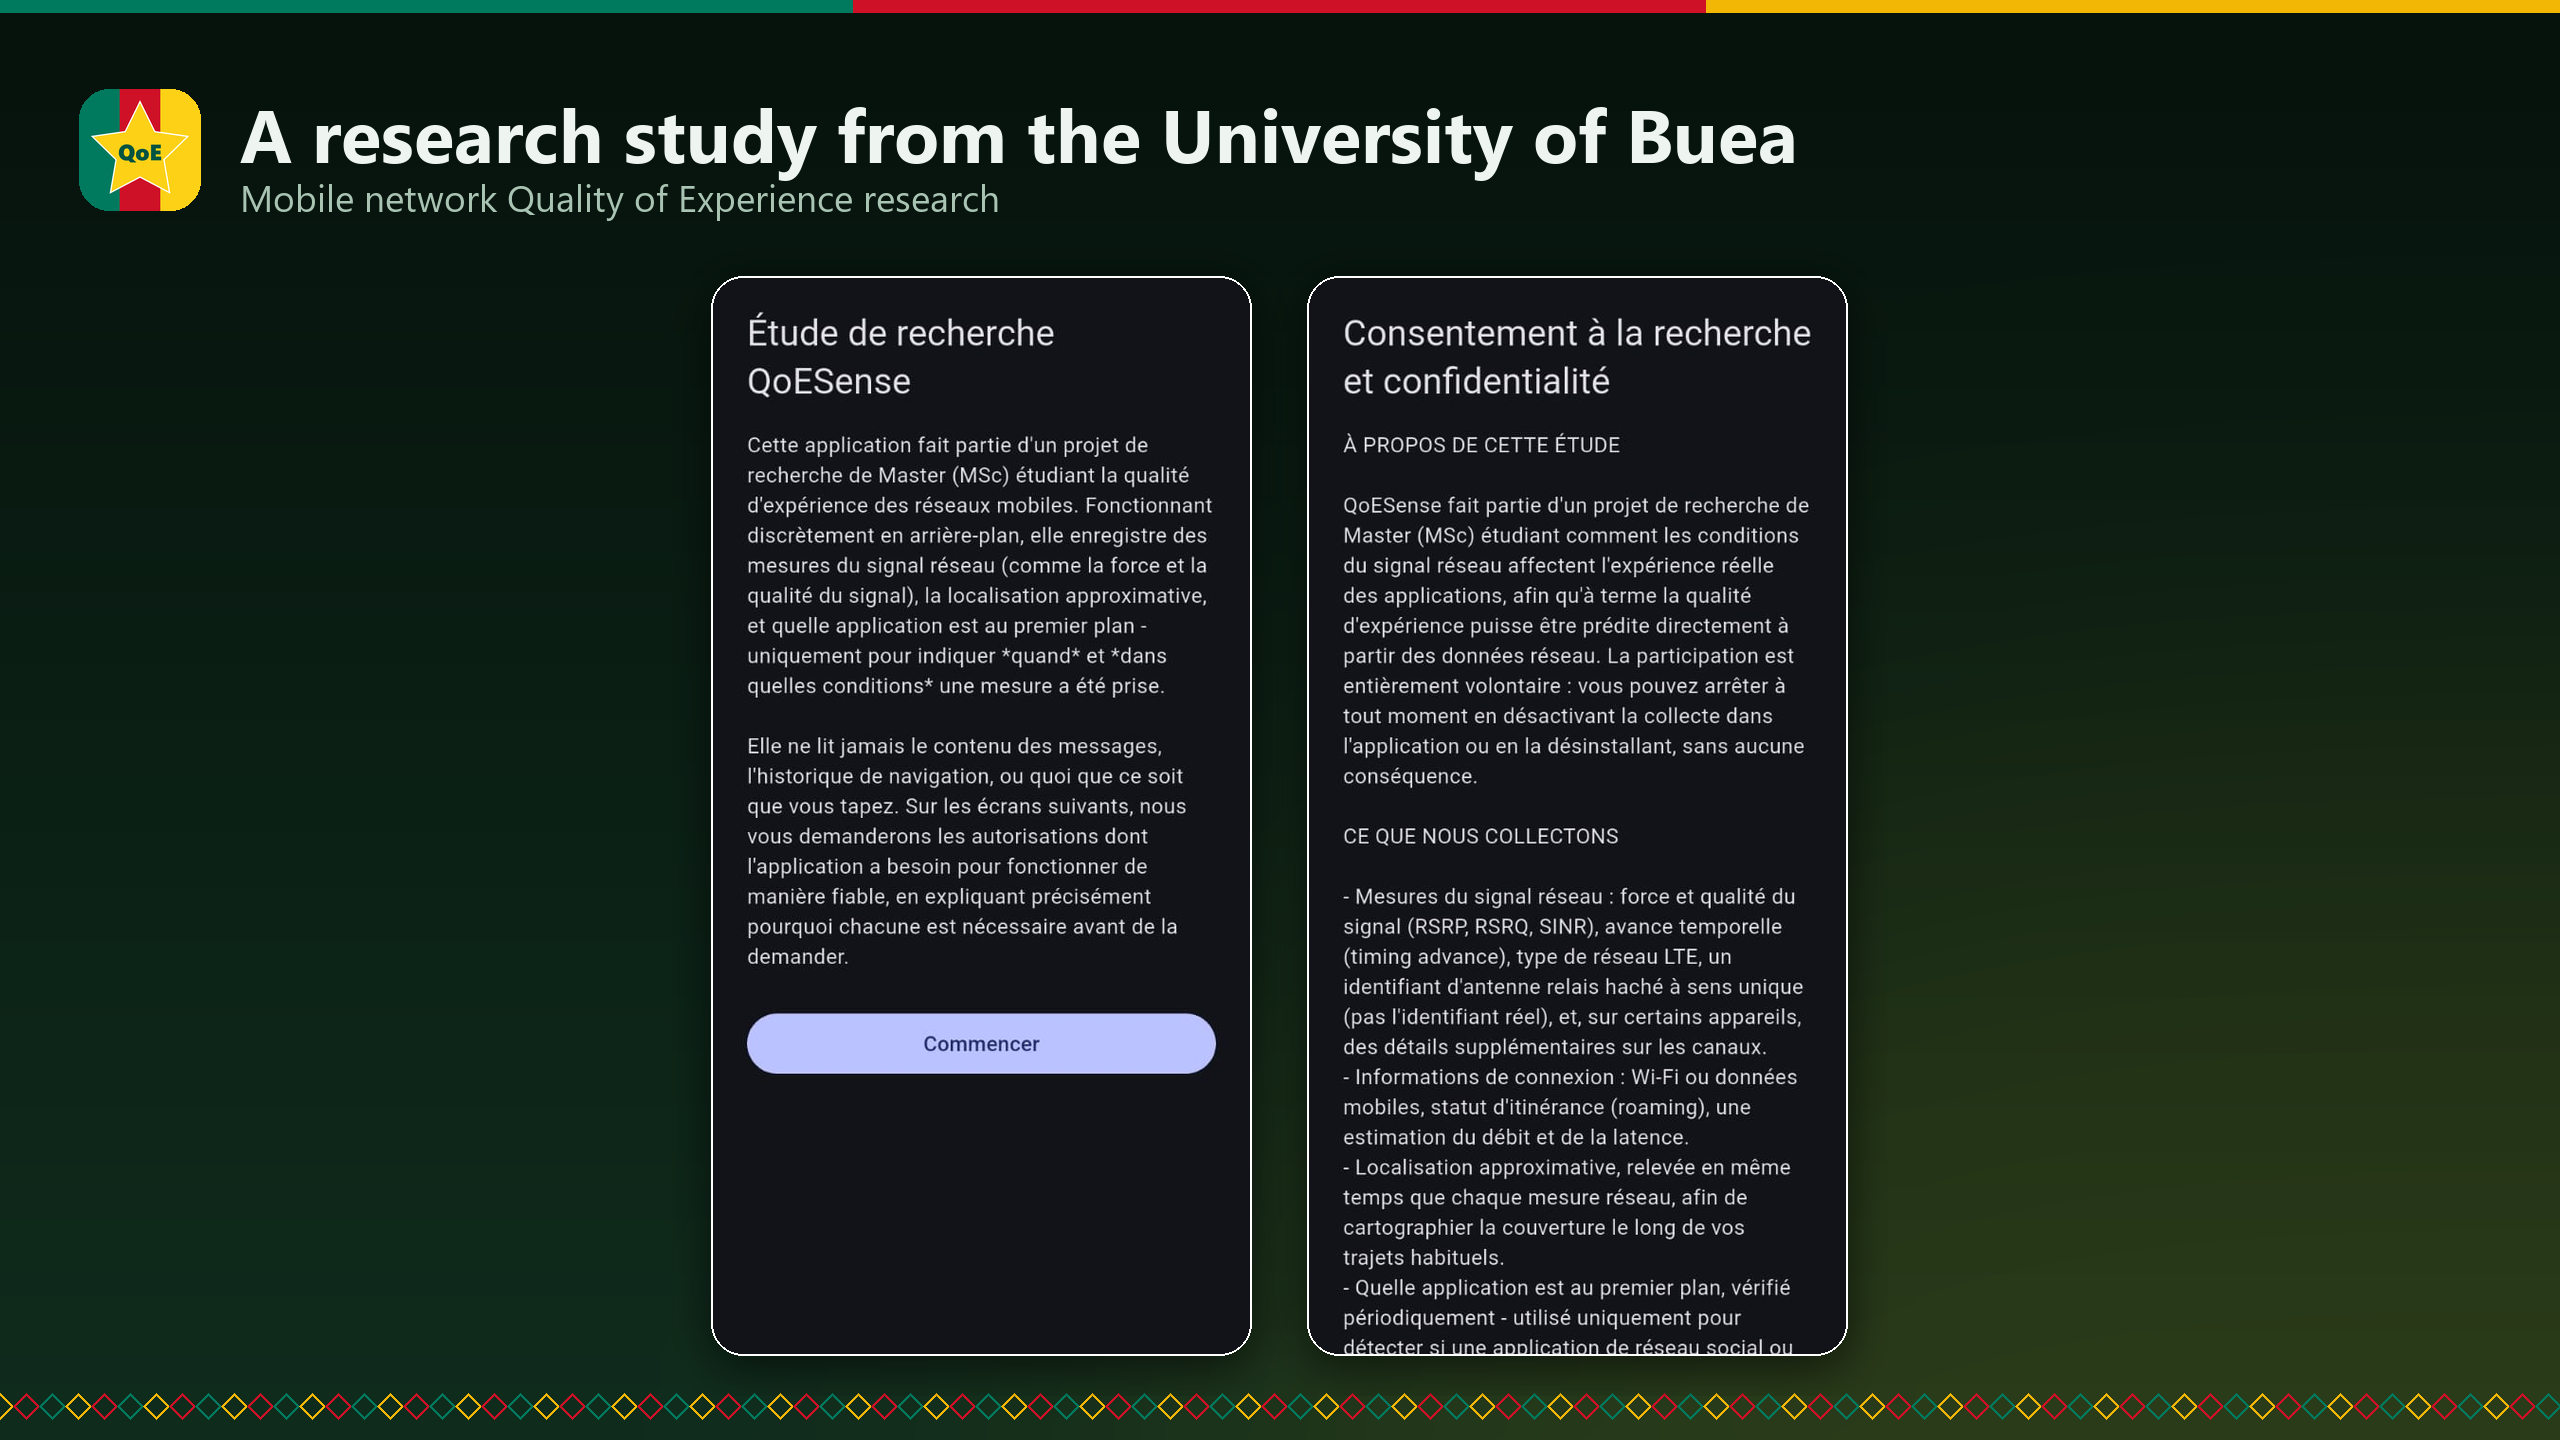 QoE
A research study from the University of Buea
Mobile network Quality of Experience research
Étude de recherche
QoESense
Cette application fait partie d'un projet de
recherche de Master (MSc) étudiant la qualité
d'expérience des réseaux mobiles. Fonctionnant
discrètement en arrière-plan, elle enregistre des
mesures du signal réseau (comme la force et la
qualité du signal), la localisation approximative,
et quelle application est au premier plan -
uniquement pour indiquer *quand* et *dans
quelles conditions* une mesure a été prise.
Elle ne lit jamais le contenu des messages,
l'historique de navigation, ou quoi que ce soit
que vous tapez. Sur les écrans suivants, nous
vous demanderons les autorisations dont
l'application a besoin pour fonctionner de
manière fiable, en expliquant précisément
pourquoi chacune est nécessaire avant de la
demander.
Commencer
Consentement à la recherche
et confidentialité
À PROPOS DE CETTE ÉTUDE
QoESense fait partie d'un projet de recherche de
Master (MSc) étudiant comment les conditions
du signal réseau affectent l'expérience réelle
des applications, afin qu'à terme la qualité
d'expérience puisse être prédite directement à
partir des données réseau. La participation est
entièrement volontaire : vous pouvez arrêter à
tout moment en désactivant la collecte dans
l'application ou en la désinstallant, sans aucune
conséquence.
CE QUE NOUS COLLECTONS
- Mesures du signal réseau : force et qualité du
signal (RSRP, RSRQ, SINR), avance temporelle
(timing advance), type de réseau LTE, un
identifiant d'antenne relais haché à sens unique
(pas l'identifiant réel), et, sur certains appareils,
des détails supplémentaires sur les canaux.
- Informations de connexion : Wi-Fi ou données
mobiles, statut d'itinérance (roaming), une
estimation du débit et de la latence.
- Localisation approximative, relevée en même
temps que chaque mesure réseau, afin de
cartographier la couverture le long de vos
trajets habituels.
- Quelle application est au premier plan, vérifié
périodiquement - utilisé uniquement pour
détecter si une application de réseau social ou